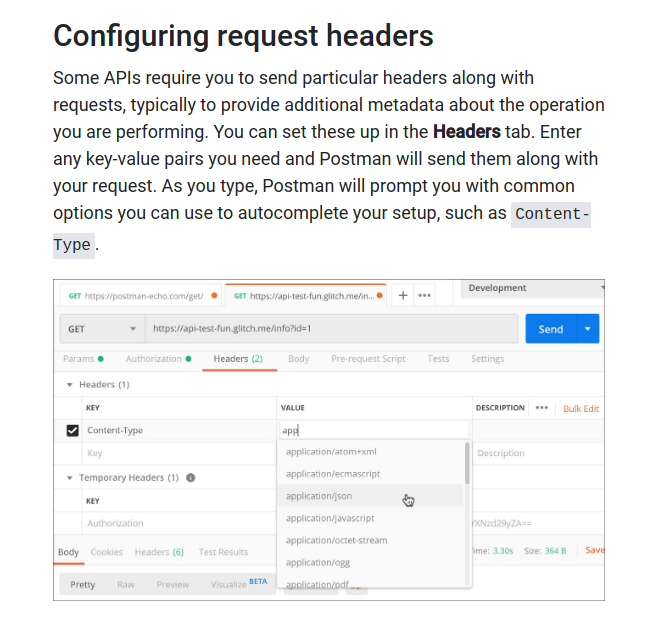 Configuring request headers
Some APIs require you to send particular headers along with
requests, typically to provide additional metadata about the operation
you are performing. You can set these up in the Headers tab. Enter
any key-value pairs you need and Postman will send them along with
your request. As you type, Postman will prompt you with common
options you can use to autocomplete your setup, such as Content-
Type.
GET https://postman-echo.com/get/ GET https://api-test-fun.glitch.me/in... + ••• Development
GET https://api-test-fun.glitch.me/info?id=1 Send
Params Authorization Headers (2) Body Pre-request Script Tests Settings
Headers (1)
KEY VALUE DESCRIPTION ••• Bulk Edit
Content-Type app
Key application/atom+xml Description
application/ecmascript
Temporary Headers (1)
KEY application/json
Authorization application/javascript YXNzd29yZA==
application/octet-stream
Body Cookies Headers (6) Test Results 3.30s Size: 364 B Save
application/ogg
Pretty Raw Preview Visualize BETA application/pdf